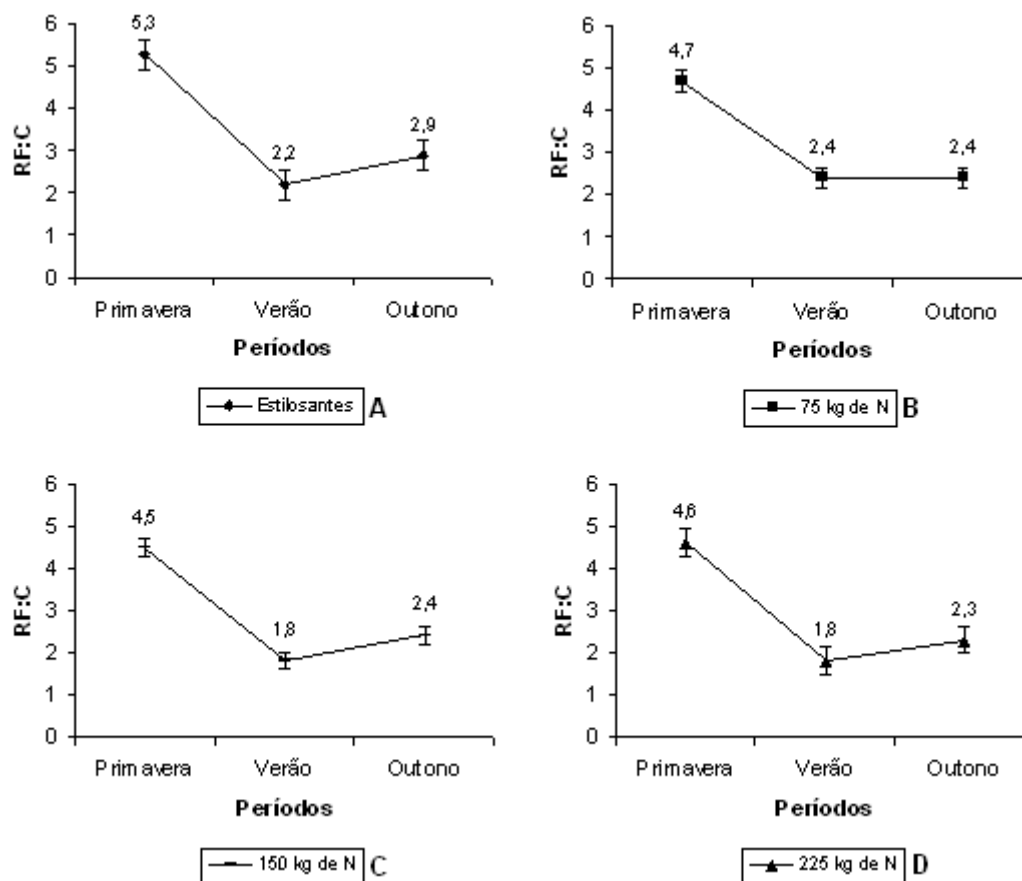 6
5
4
3
2
1
0
RF:C
5,3
2,2
2,9
Primavera Verão Outono
Períodos
Estilosantes A
6
5
4
3
2
1
0
RF:C
4,7
2,4
2,4
Primavera Verão Outono
Períodos
75 kg de N B
6
5
4
3
2
1
0
RF:C
4,5
1,8
2,4
Primavera Verão Outono
Períodos
150 kg de N C
6
5
4
3
2
1
0
RF:C
4,6
1,8
2,3
Primavera Verão Outono
Períodos
225 kg de N D